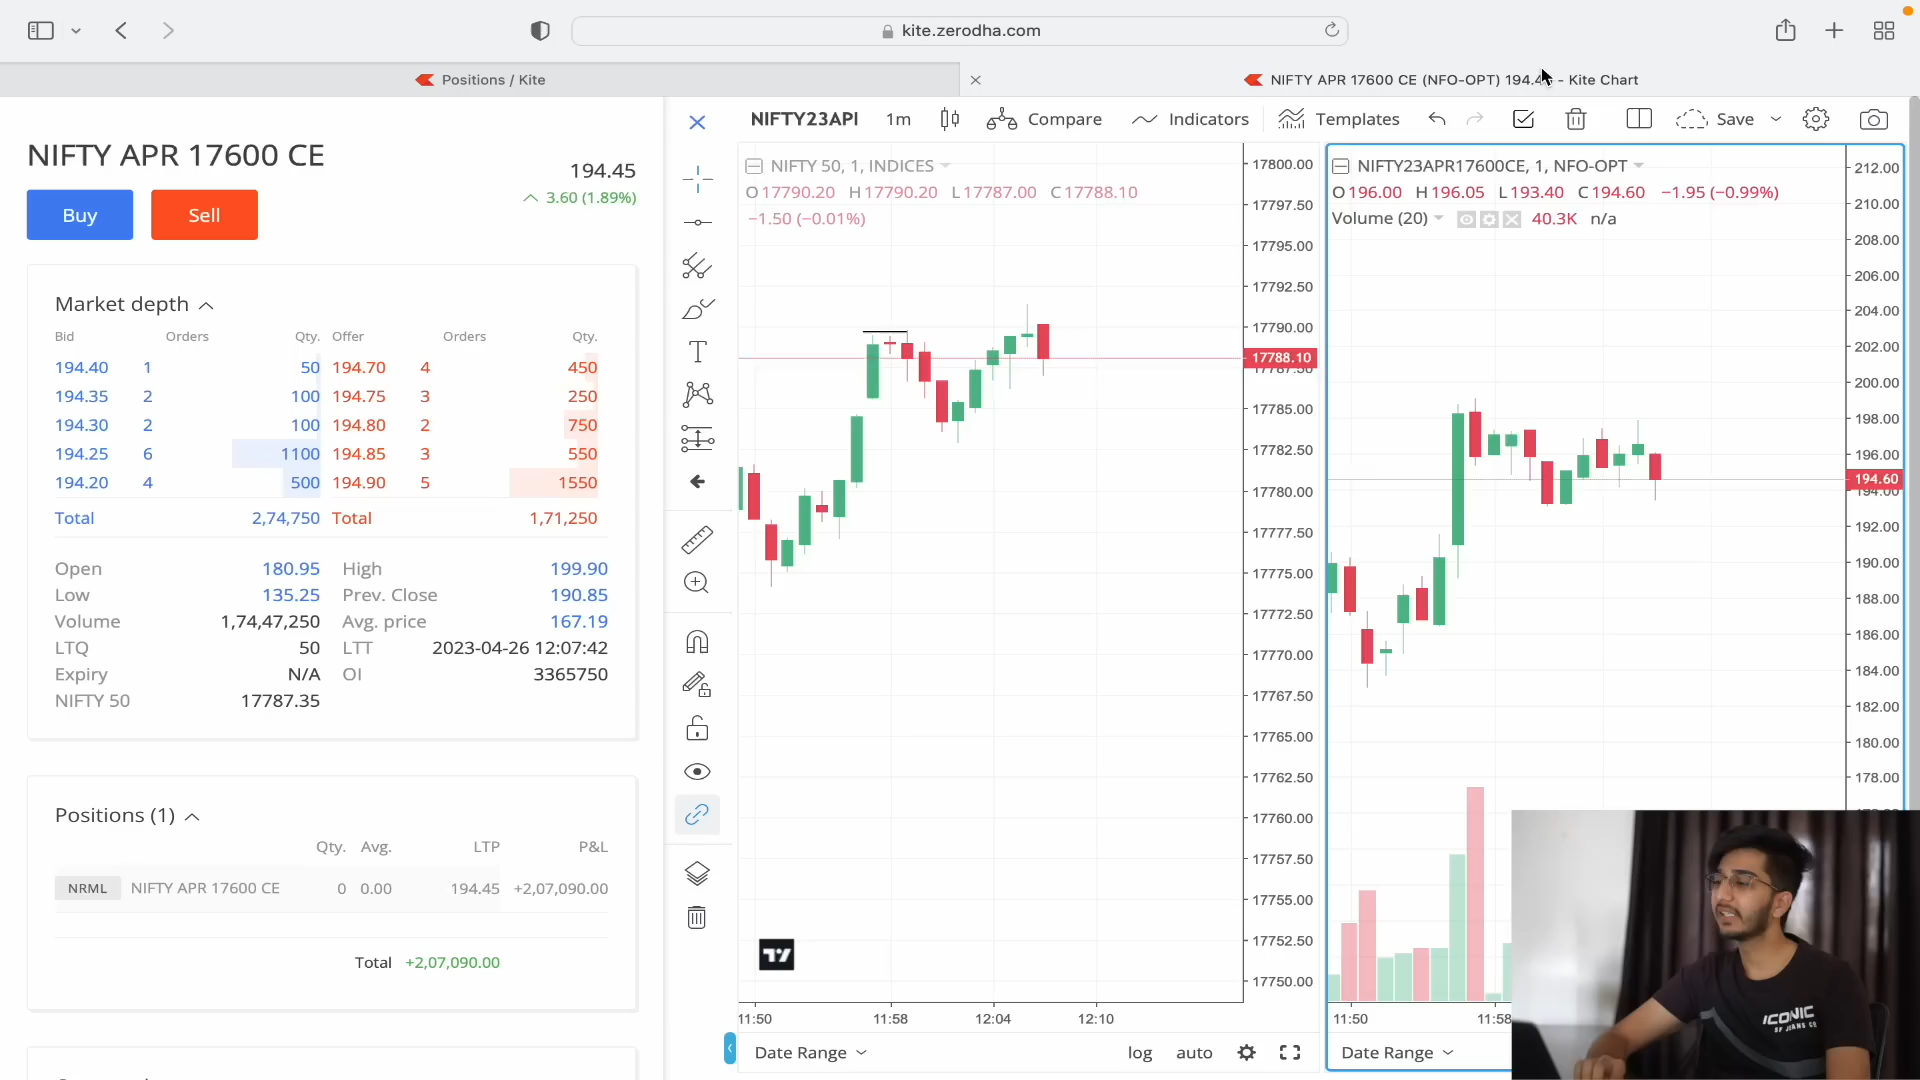 kite.zerodha.com
Positions / Kite
NIFTY APR 17600 CE (NFO-OPT) 194.4 - Kite Chart
NIFTY APR 17600 CE
194.45
3.60 (1.89%)
Buy
Sell
Market depth
Bid Orders Qty. Offer Orders Qty.
194.40 1 50 194.70 4 450
194.35 2 100 194.75 3 250
194.30 2 100 194.80 2 750
194.25 6 1100 194.85 3 550
194.20 4 500 194.90 5 1550
Total 2,74,750 Total 1,71,250
Open 180.95 High 199.90
Low 135.25 Prev. Close 190.85
Volume 1,74,47,250 Avg. price 167.19
LTQ 50 LTT 2023-04-26 12:07:42
Expiry N/A OI 3365750
NIFTY 50 17787.35
Positions (1)
Qty. Avg. LTP P&L
NRML NIFTY APR 17600 CE 0 0.00 194.45 +2,07,090.00
Total +2,07,090.00
NIFTY23API 1m Compare Indicators Templates Save
NIFTY 50, 1, INDICES
O17790.20 H17790.20 L17787.00 C17788.10
−1.50 (−0.01%)
17800.00
17797.50
17795.00
17792.50
17790.00
17788.10
17787.50
17785.00
17782.50
17780.00
17777.50
17775.00
17772.50
17770.00
17767.50
17765.00
17762.50
17760.00
17757.50
17755.00
17752.50
17750.00
11:50 11:58 12:04 12:10
Date Range log auto
NIFTY23APR17600CE, 1, NFO-OPT
O196.00 H196.05 L193.40 C194.60 −1.95 (−0.99%)
Volume (20) 40.3K n/a
212.00
210.00
208.00
206.00
204.00
202.00
200.00
198.00
196.00
194.60
194.00
192.00
190.00
188.00
186.00
184.00
182.00
180.00
178.00
11:50 11:58
Date Range
ICONIC